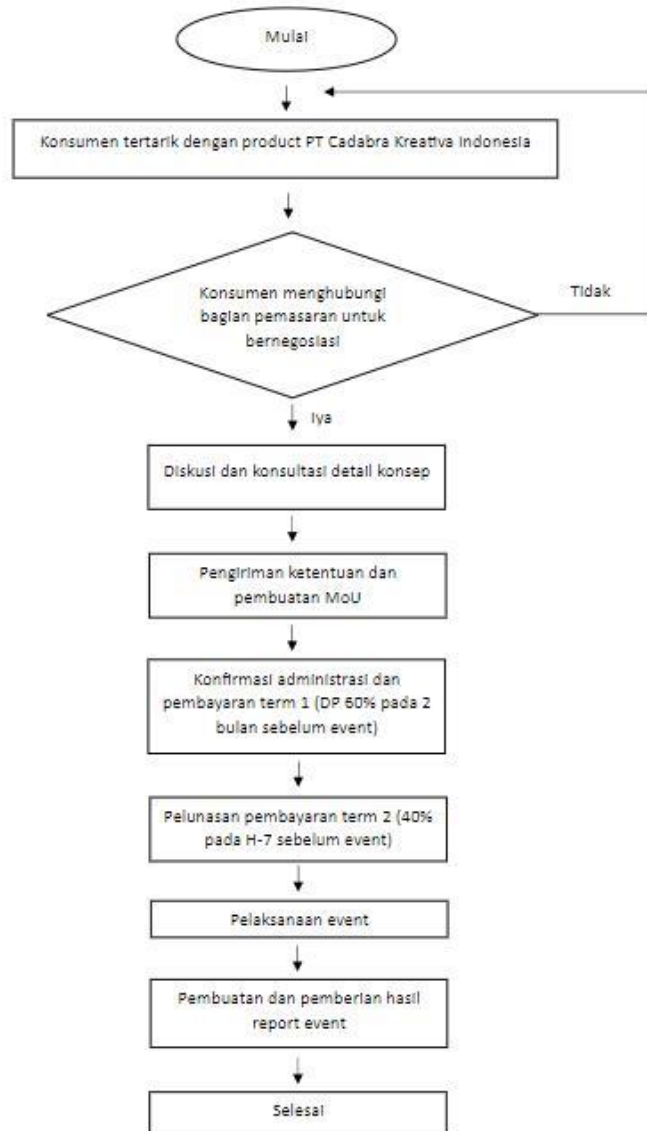 Mulai
Konsumen tertarik dengan product PT Cadabra Kreativa Indonesia
Konsumen menghubungi
bagian pemasaran untuk
bernegosiasi
Tidak
Iya
Diskusi dan konsultasi detail konsep
Pengiriman ketentuan dan
pembuatan MoU
Konfirmasi administrasi dan
pembayaran term 1 (DP 60% pada 2
bulan sebelum event)
Pelunasan pembayaran term 2 (40%
pada H-7 sebelum event)
Pelaksanaan event
Pembuatan dan pemberian hasil
report event
Selesai